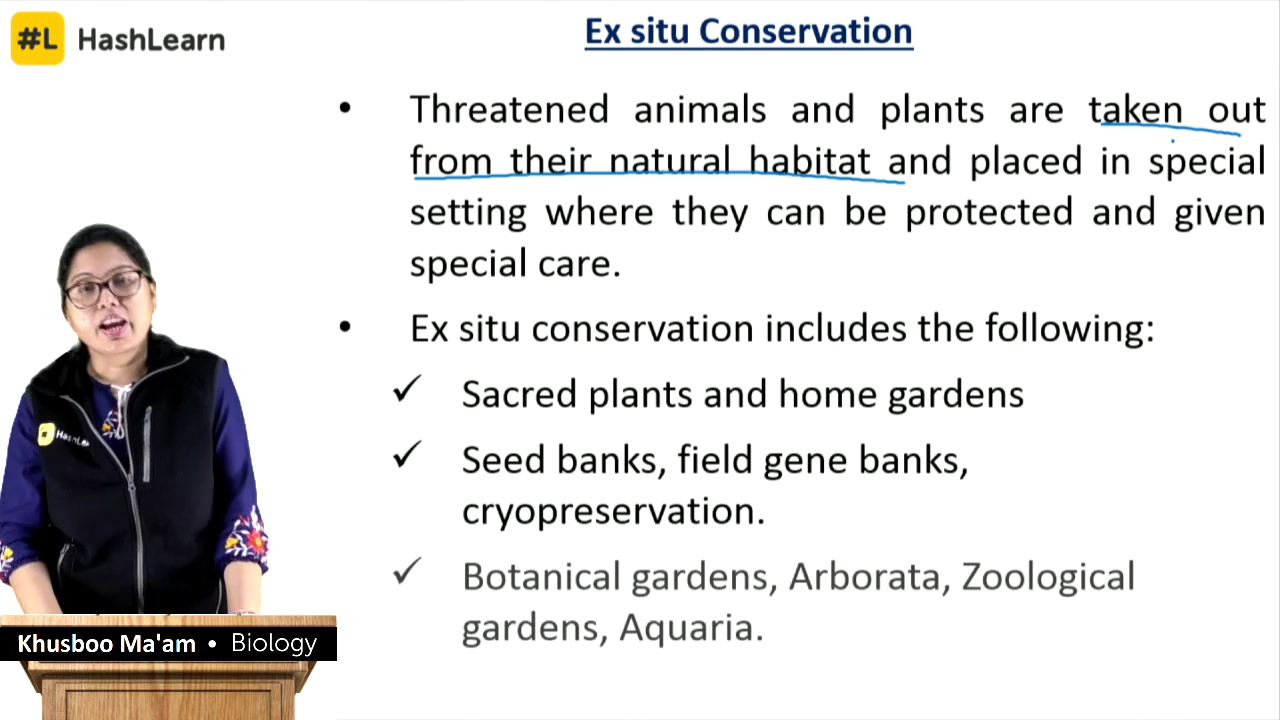 #L HashLearn
Ex situ Conservation
• Threatened animals and plants are taken out
from their natural habitat and placed in special
setting where they can be protected and given
special care.
• Ex situ conservation includes the following:
✓ Sacred plants and home gardens
✓ Seed banks, field gene banks,
cryopreservation.
✓ Botanical gardens, Arborata, Zoological
gardens, Aquaria.
Khusboo Ma'am • Biology